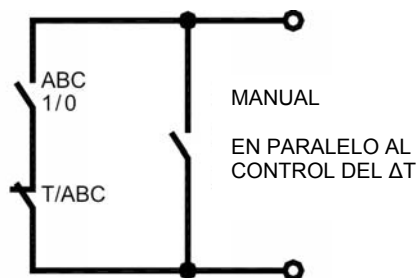 ABC
1/0
T/ABC
MANUAL
EN PARALELO AL
CONTROL DEL ΔT